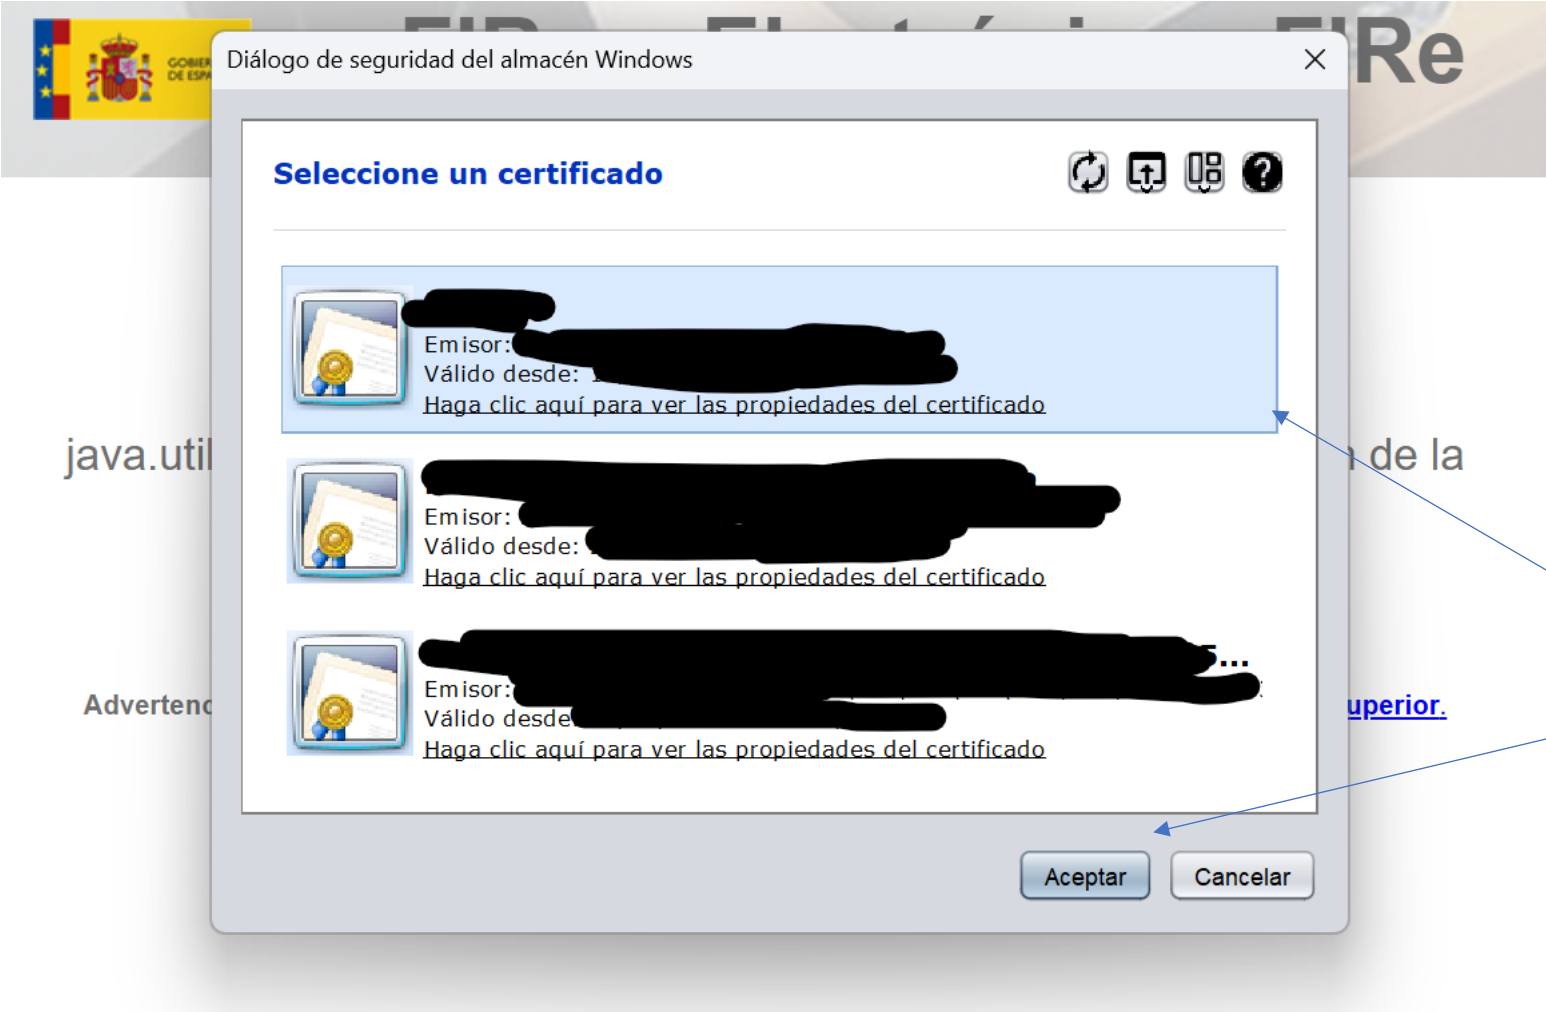 FIRe
GOBIER
DE ESPA
Diálogo de seguridad del almacén Windows
Seleccione un certificado
Emisor:
Válido desde:
Haga clic aquí para ver las propiedades del certificado
java.util
de la
Emisor:
Válido desde:
Haga clic aquí para ver las propiedades del certificado
...
Emisor:
Válido desde
Haga clic aquí para ver las propiedades del certificado
Advertenc
uperior.
Aceptar
Cancelar